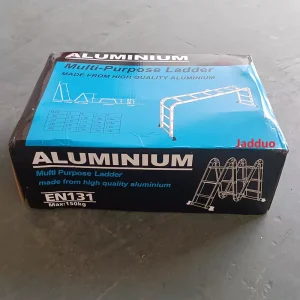 ALUMINIUM
Multi-Purpose Ladder
MADE FROM HIGH QUALITY ALUMINIUM
Jadduo
ALUMINIUM
Multi Purpose Ladder
made from high quality aluminium
EN131
Max:150kg